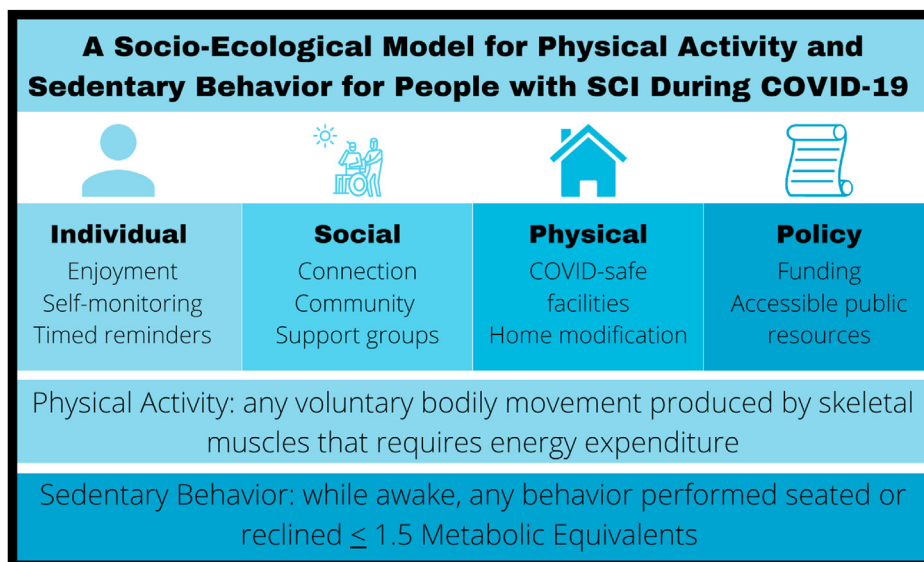 A Socio-Ecological Model for Physical Activity and
Sedentary Behavior for People with SCI During COVID-19
Individual
Enjoyment
Self-monitoring
Timed reminders
Social
Connection
Community
Support groups
Physical
COVID-safe
facilities
Home modification
Policy
Funding
Accessible public
resources
Physical Activity: any voluntary bodily movement produced by skeletal
muscles that requires energy expenditure
Sedentary Behavior: while awake, any behavior performed seated or
reclined ≤ 1.5 Metabolic Equivalents